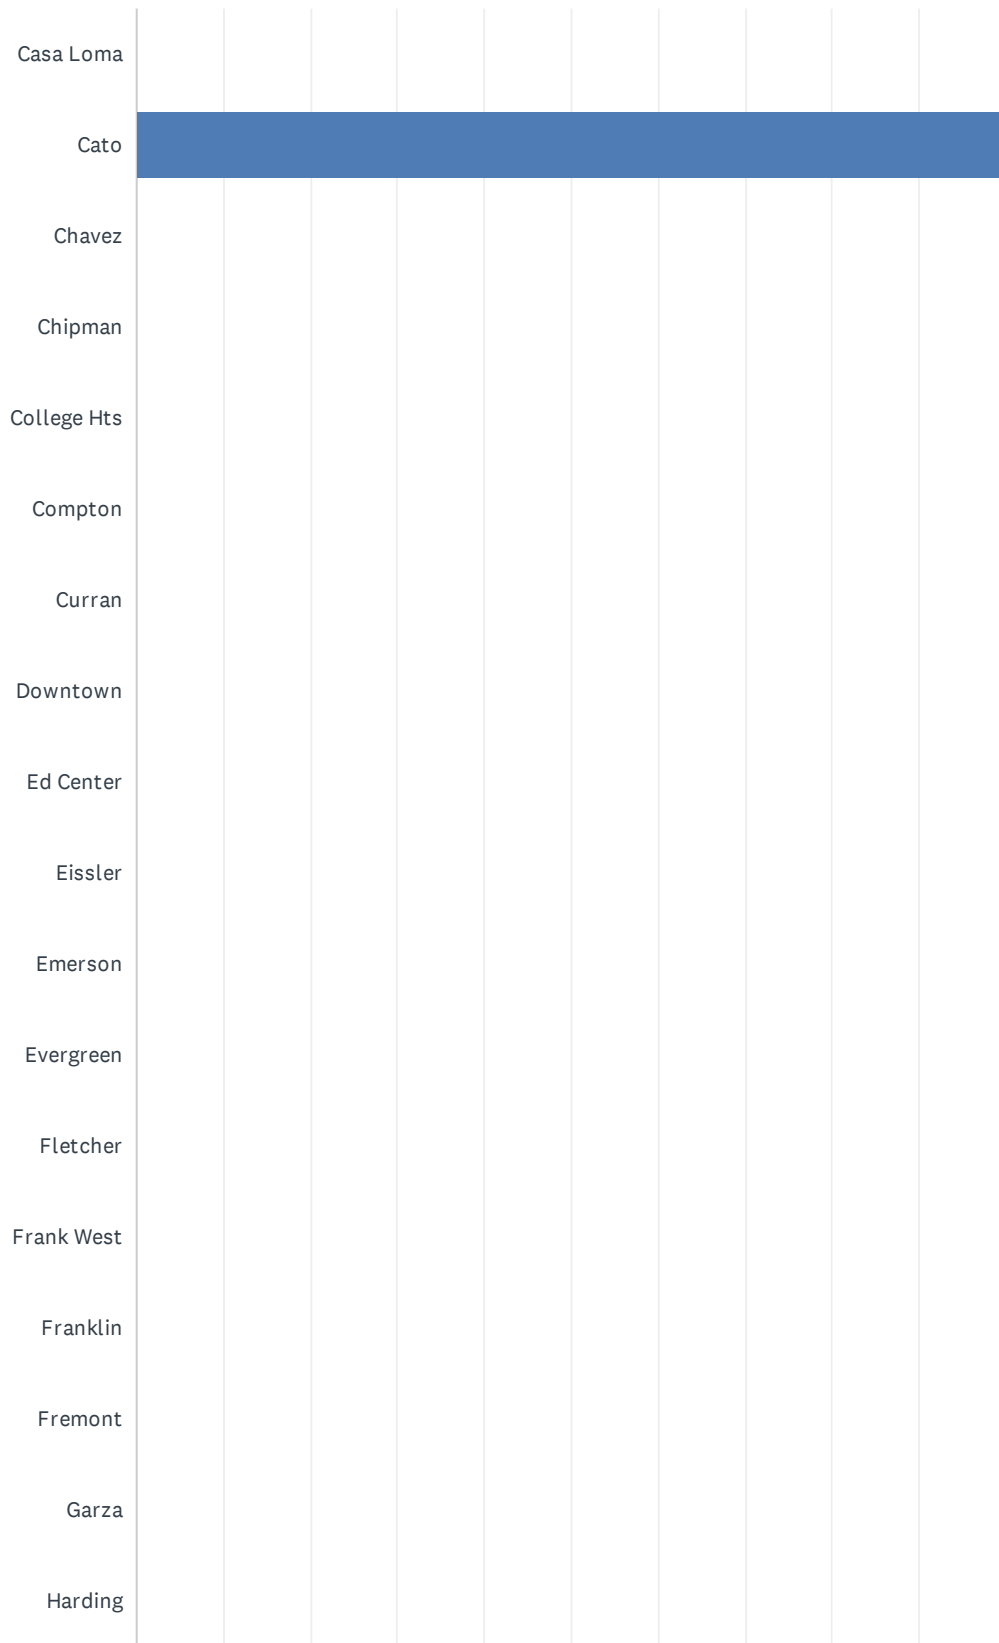 Casa Loma
Cato
Chavez
Chipman
College Hts
Compton
Curran
Downtown
Ed Center
Eissler
Emerson
Evergreen
Fletcher
Frank West
Franklin
Fremont
Garza
Harding